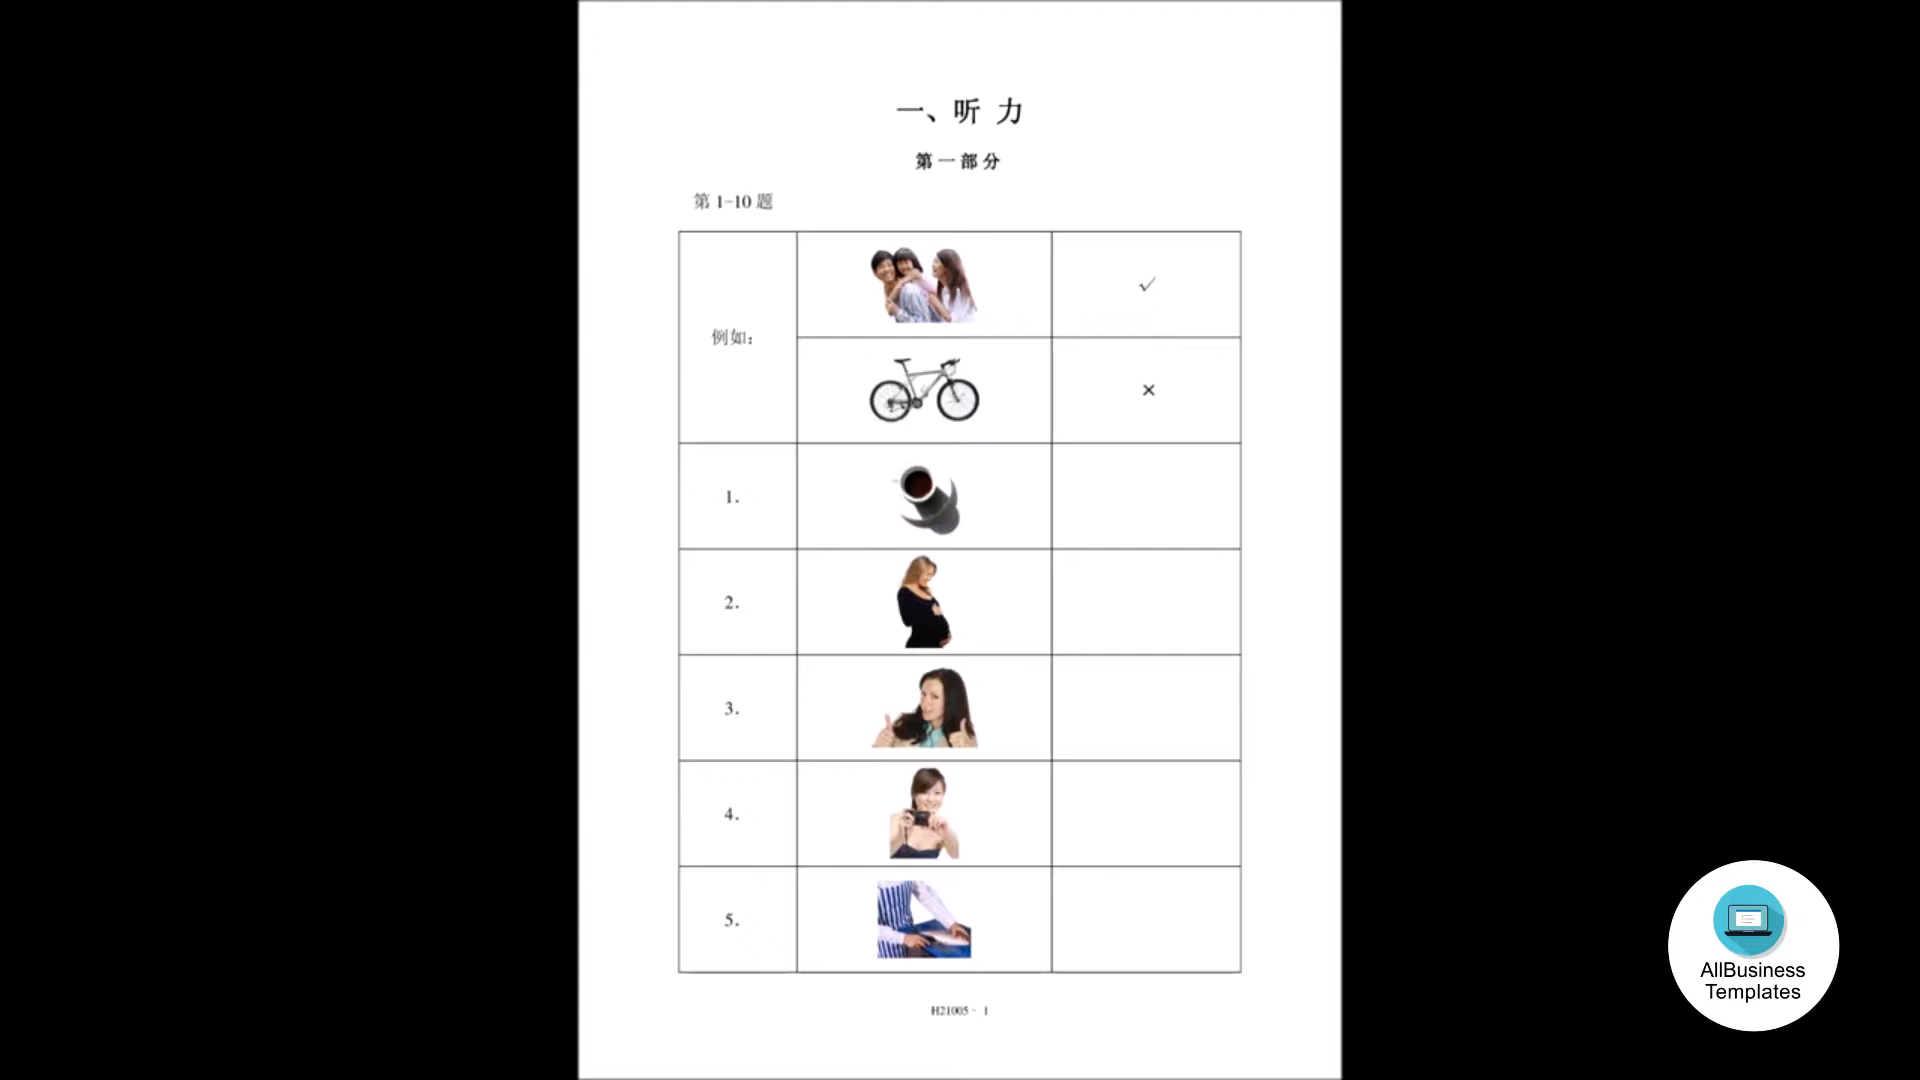 一、听 力
第一部分
第 1-10 题
例如:
✓
×
1.
2.
3.
4.
5.
H21005 - 1
AllBusiness
Templates